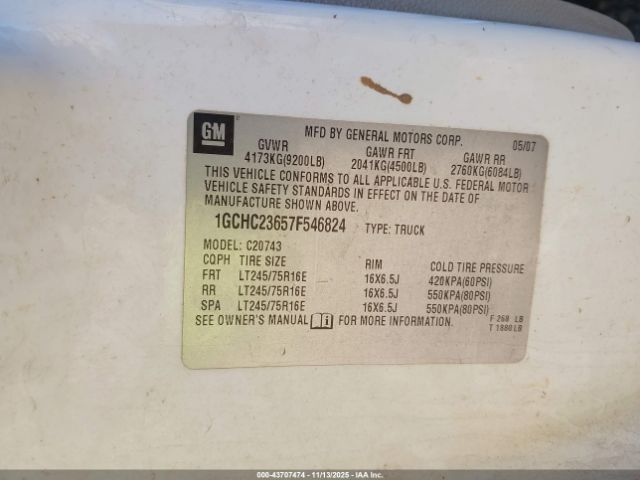 GM
MFD BY GENERAL MOTORS CORP. 05/07
GVWR GAWR FRT GAWR RR
4173KG(9200LB) 2041KG(4500LB) 2760KG(6084LB)
THIS VEHICLE CONFORMS TO ALL APPLICABLE U.S. FEDERAL MOTOR
VEHICLE SAFETY STANDARDS IN EFFECT ON THE DATE OF
MANUFACTURE SHOWN ABOVE.
1GCHC23657F546824 TYPE: TRUCK
MODEL: C20743
CQPH TIRE SIZE RIM COLD TIRE PRESSURE
FRT LT245/75R16E 16X6.5J 420KPA(60PSI)
RR LT245/75R16E 16X6.5J 550KPA(80PSI)
SPA LT245/75R16E 16X6.5J 550KPA(80PSI)
SEE OWNER'S MANUAL FOR MORE INFORMATION. F 268 LB
T 1880 LB
000-43707474 - 11/13/2025 - IAA Inc.